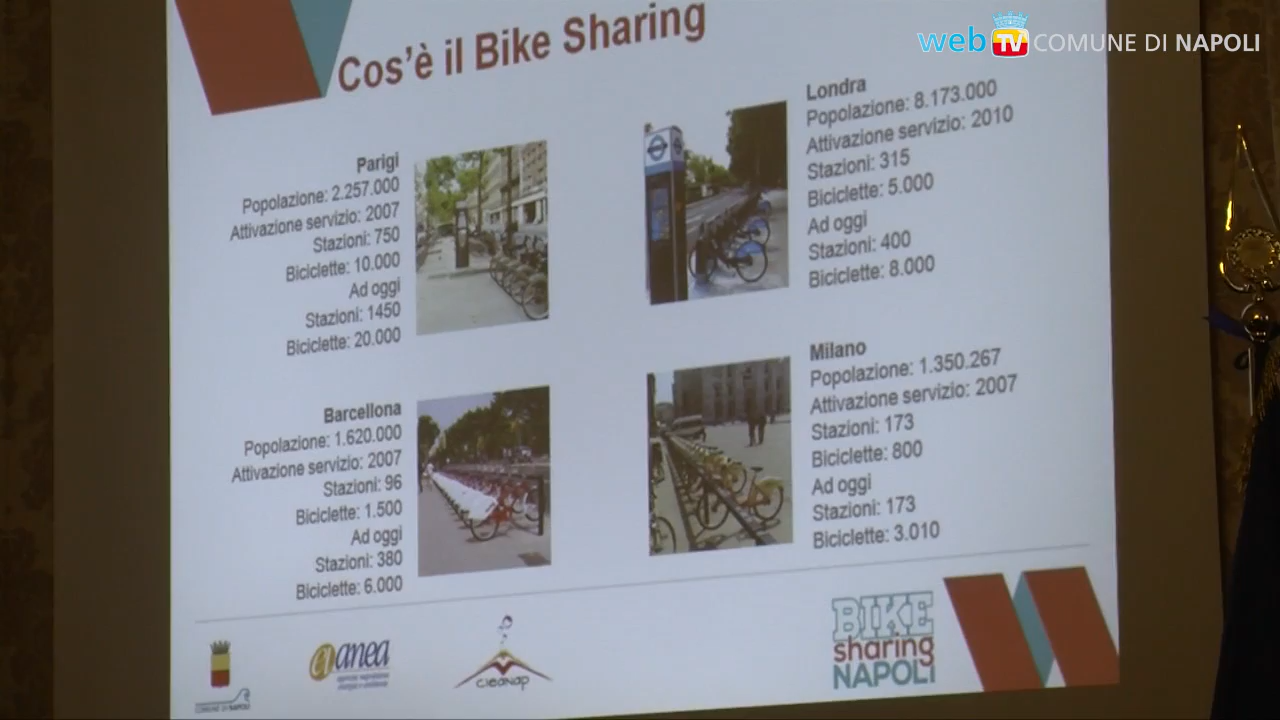 web TV COMUNE DI NAPOLI
Cos'è il Bike Sharing
Parigi
Popolazione: 2.257.000
Attivazione servizio: 2007
Stazioni: 750
Biciclette: 10.000
Ad oggi
Stazioni: 1450
Biciclette: 20.000
Londra
Popolazione: 8.173.000
Attivazione servizio: 2010
Stazioni: 315
Biciclette: 5.000
Ad oggi
Stazioni: 400
Biciclette: 8.000
Barcellona
Popolazione: 1.620.000
Attivazione servizio: 2007
Stazioni: 96
Biciclette: 1.500
Ad oggi
Stazioni: 380
Biciclette: 6.000
Milano
Popolazione: 1.350.267
Attivazione servizio: 2007
Stazioni: 173
Biciclette: 800
Ad oggi
Stazioni: 173
Biciclette: 3.010
COMUNE DI NAPOLI
anea
cleanap
BIKE
sharing
NAPOLI